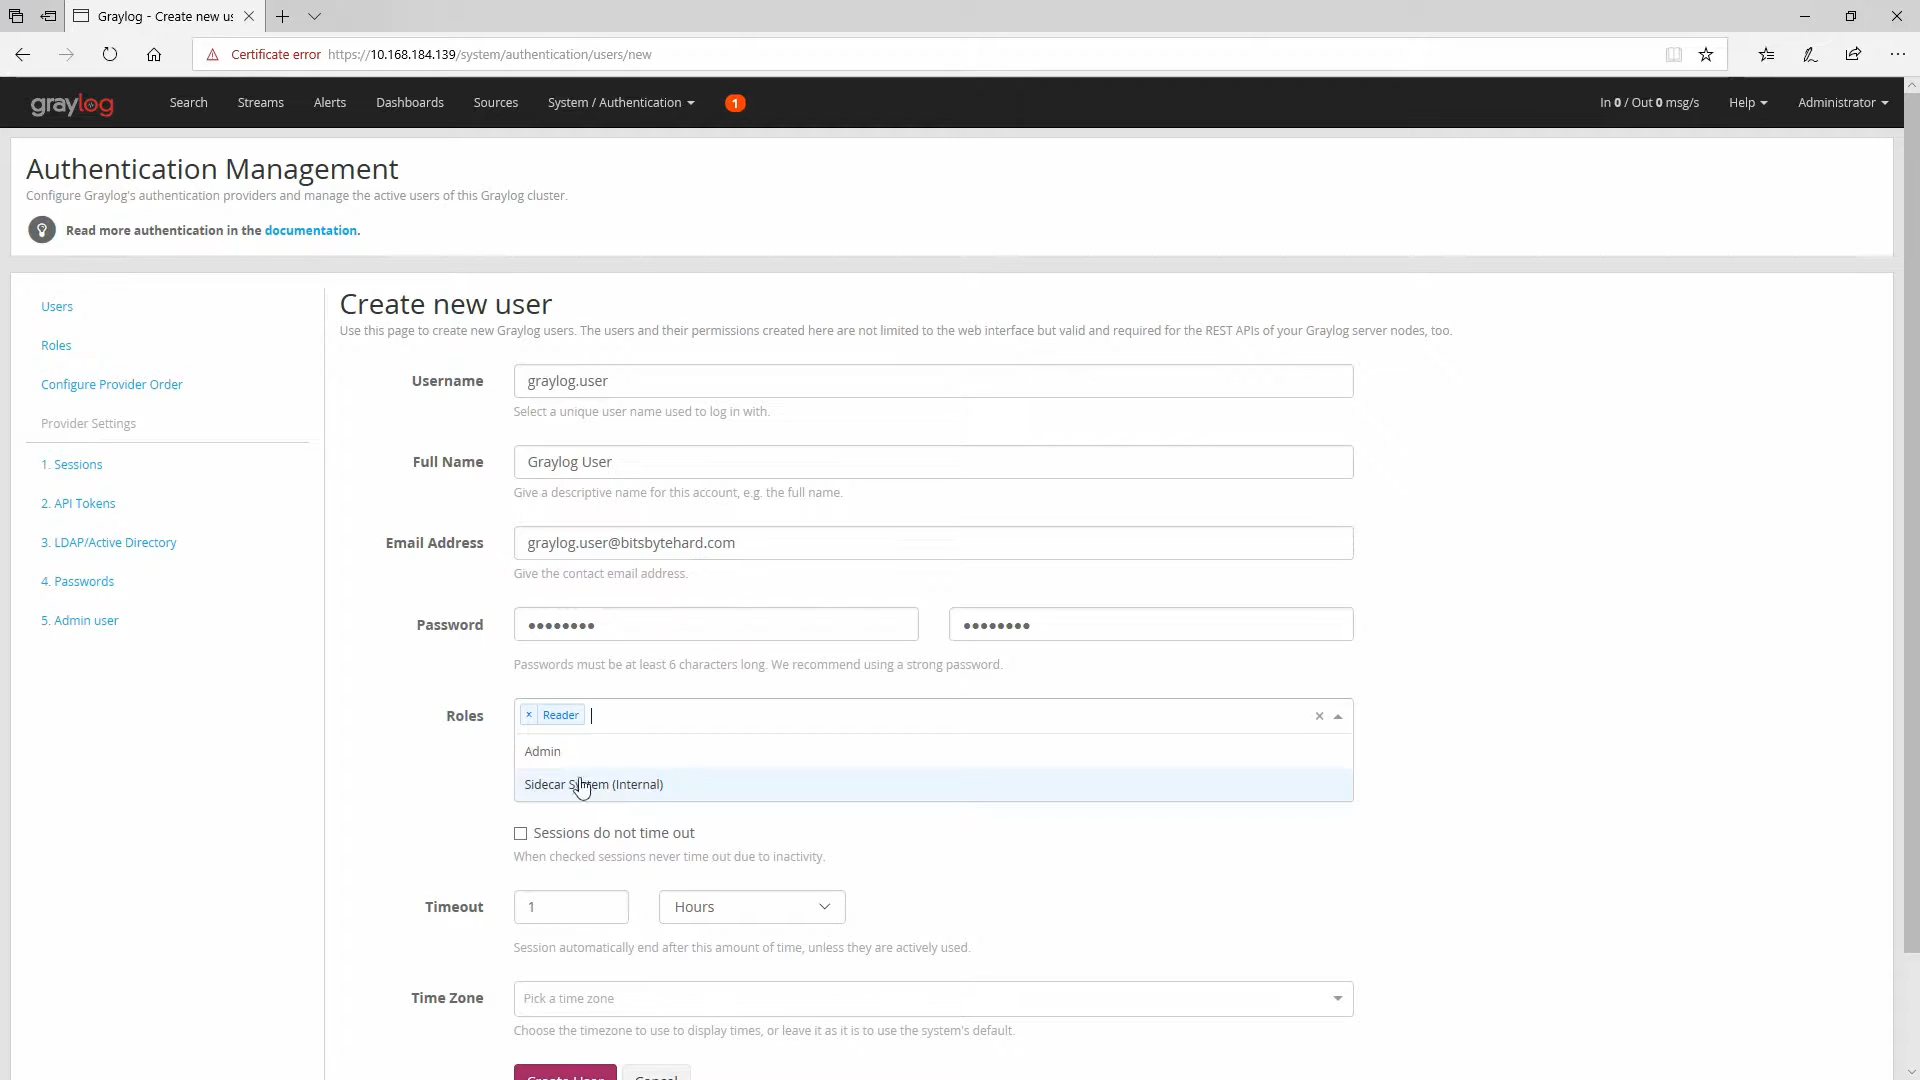 Graylog - Create new us
Certificate error https://10.168.184.139/system/authentication/users/new
graylog
Search Streams Alerts Dashboards Sources System / Authentication 1 In 0 / Out 0 msg/s Help Administrator
Authentication Management
Configure Graylog's authentication providers and manage the active users of this Graylog cluster.
Read more authentication in the documentation.
Users
Roles
Configure Provider Order
Provider Settings
1. Sessions
2. API Tokens
3. LDAP/Active Directory
4. Passwords
5. Admin user
Create new user
Use this page to create new Graylog users. The users and their permissions created here are not limited to the web interface but valid and required for the REST APIs of your Graylog server nodes, too.
Username graylog.user
Select a unique user name used to log in with.
Full Name Graylog User
Give a descriptive name for this account, e.g. the full name.
Email Address graylog.user@bitsbytehard.com
Give the contact email address.
Password •••••••• ••••••••
Passwords must be at least 6 characters long. We recommend using a strong password.
Roles × Reader
Admin
Sidecar System (Internal)
Sessions do not time out
When checked sessions never time out due to inactivity.
Timeout 1 Hours
Session automatically end after this amount of time, unless they are actively used.
Time Zone Pick a time zone
Choose the timezone to use to display times, or leave it as it is to use the system's default.
Create User Cancel